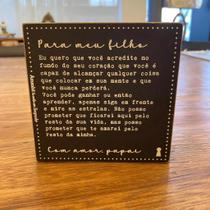 Para meu filho
Eu quero que você acredite no
fundo do seu coração que você é
capaz de alcançar qualquer coisa
que colocar em sua mente e que
você nunca perderá.
Você pode ganhar ou então
aprender, apenas siga em frente
e mire as estrelas. Não posso
prometer que ficarei aqui pelo
resto da sua vida, mas posso
prometer que te amarei pelo
resto da minha.
Com amor papai